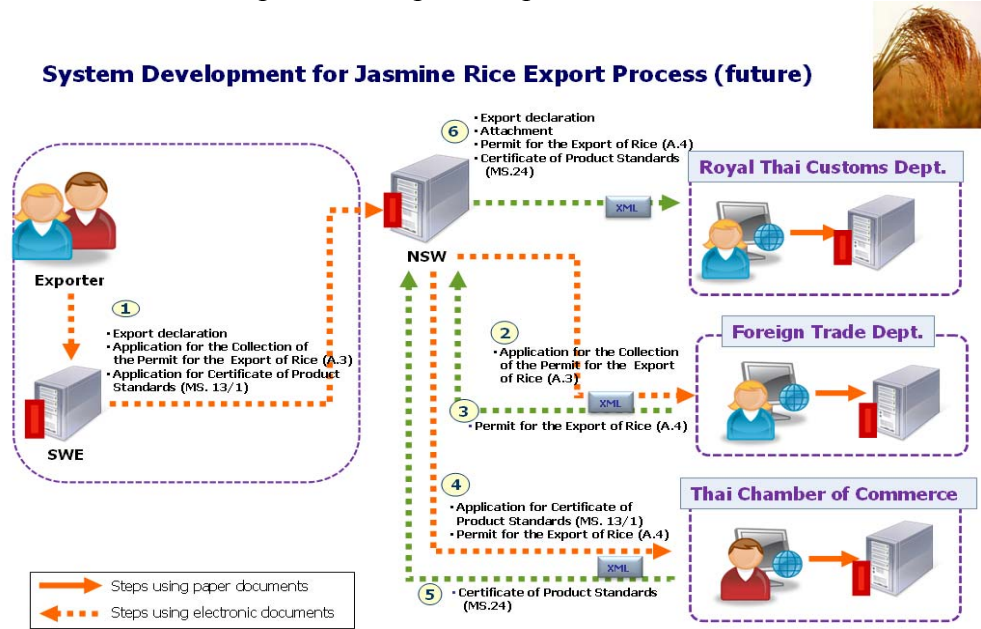 System Development for Jasmine Rice Export Process (future)
6
• Export declaration
• Attachment
• Permit for the Export of Rice (A.4)
• Certificate of Product Standards
(MS.24)
XML
Royal Thai Customs Dept.
Exporter
NSW
1
• Export declaration
• Application for the Collection of
the Permit for the Export of Rice (A.3)
• Application for Certificate of Product
Standards (MS. 13/1)
SWE
2
• Application for the Collection
of the Permit for the Export
of Rice (A.3)
XML
Foreign Trade Dept.
3
• Permit for the Export of Rice (A.4)
4
• Application for Certificate of
Product Standards (MS. 13/1)
• Permit for the Export of Rice (A.4)
XML
Thai Chamber of Commerce
5
• Certificate of Product Standards
(MS.24)
Steps using paper documents
Steps using electronic documents